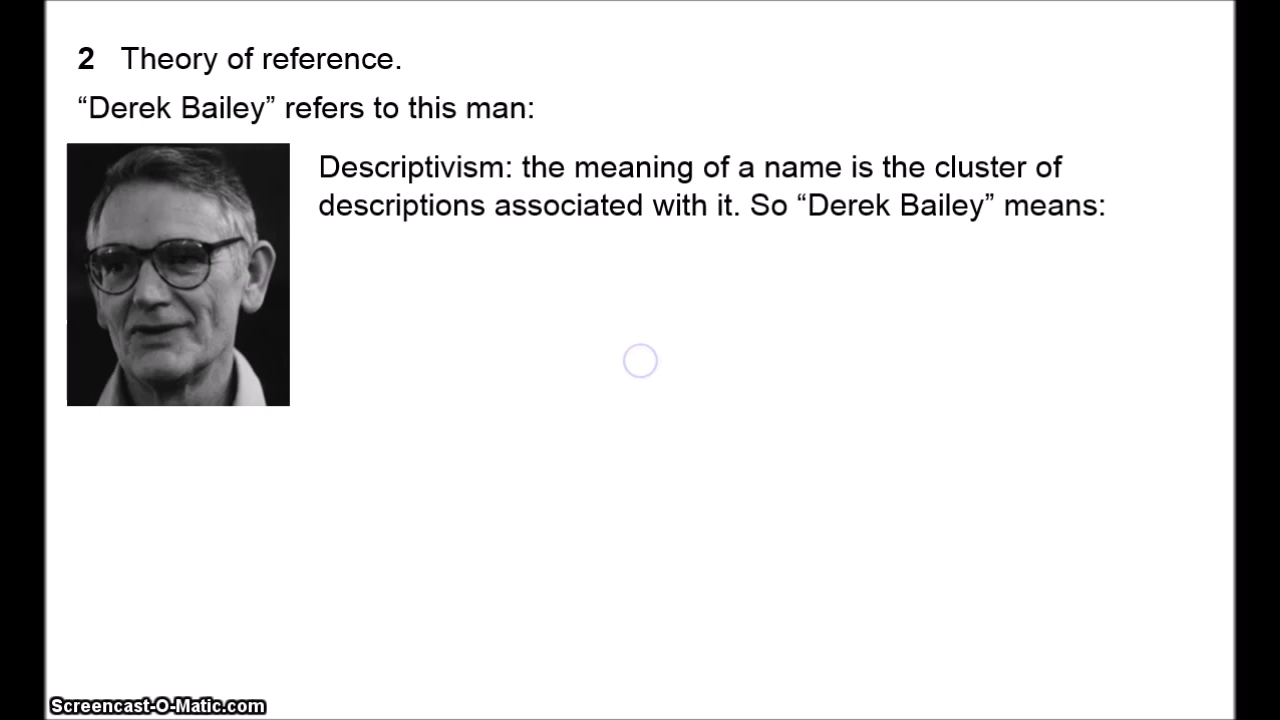 2 Theory of reference.
“Derek Bailey” refers to this man:
Descriptivism: the meaning of a name is the cluster of
descriptions associated with it. So “Derek Bailey” means:
Screencast-O-Matic.com